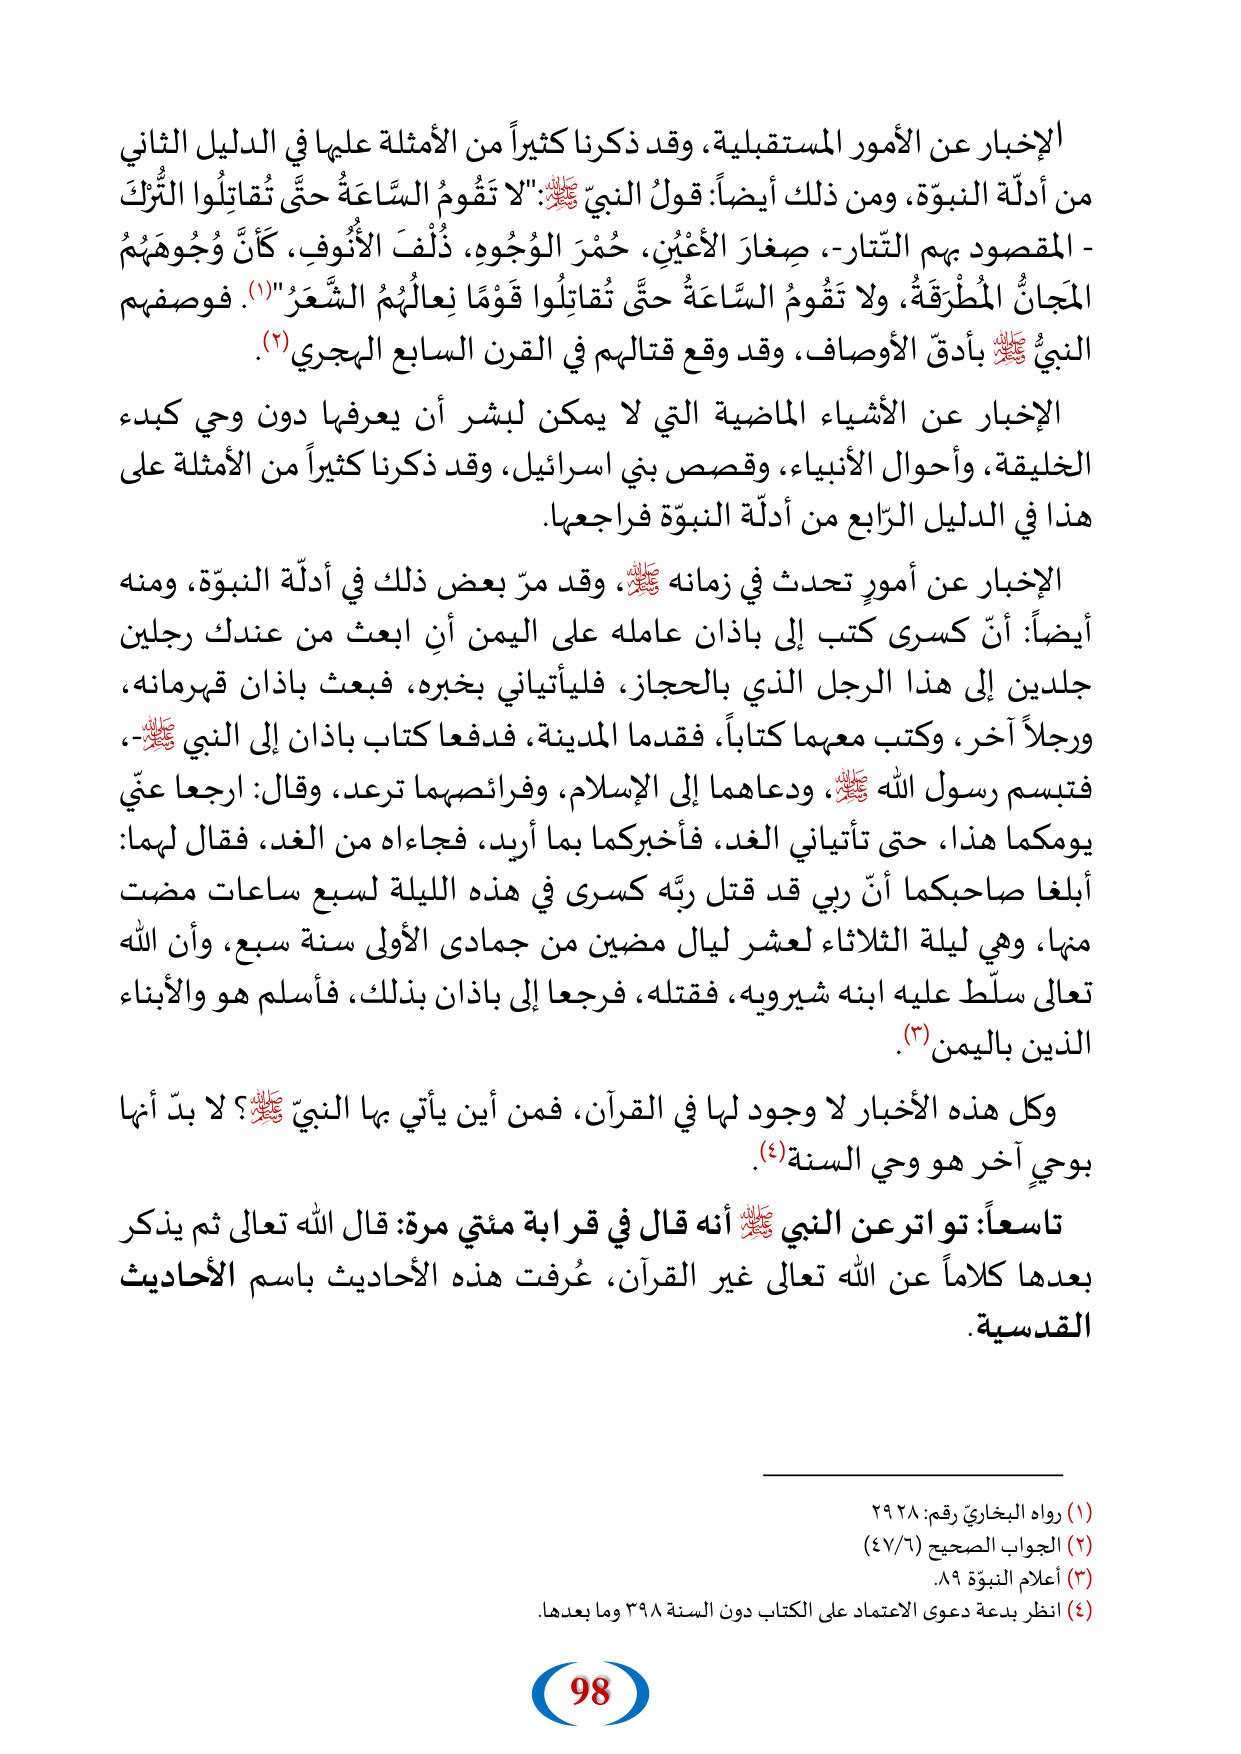 الإخبار عن الأمور المستقبلية، وقد ذكرنا كثيراً من الأمثلة عليها في الدليل الثاني
من أدلّة النبوّة، ومن ذلك أيضاً: قولُ النبيّ ﷺ:"لا تَقُومُ السَّاعَةُ حتَّى تُقاتِلُوا التُّرْكَ
- المقصود بهم التّتار-، صِغارَ الأعْيُنِ، حُمْرَ الوُجُوهِ، ذُلْفَ الأُنُوفِ، كَأنَّ وُجُوهَهُمُ
المَجانُّ المُطْرَقَةُ، ولا تَقُومُ السَّاعَةُ حتَّى تُقاتِلُوا قَوْمًا نِعالُهُمُ الشَّعَرُ"(١). فوصفهم
النبيُّ ﷺ بأدقّ الأوصاف، وقد وقع قتالهم في القرن السابع الهجري(٢).
الإخبار عن الأشياء الماضية التي لا يمكن لبشر أن يعرفها دون وحي كبدء
الخليقة، وأحوال الأنبياء، وقصص بني اسرائيل، وقد ذكرنا كثيراً من الأمثلة على
هذا في الدليل الرّابع من أدلّة النبوّة فراجعها.
الإخبار عن أمورٍ تحدث في زمانه ﷺ، وقد مرّ بعض ذلك في أدلّة النبوّة، ومنه
أيضاً: أنّ كسرى كتب إلى باذان عامله على اليمن أنِ ابعث من عندك رجلين
جلدين إلى هذا الرجل الذي بالحجاز، فليأتياني بخبره، فبعث باذان قهرمانه،
ورجلاً آخر، وكتب معهما كتاباً، فقدما المدينة، فدفعا كتاب باذان إلى النبي ﷺ-،
فتبسم رسول الله ﷺ، ودعاهما إلى الإسلام، وفرائصهما ترعد، وقال: ارجعا عنّي
يومكما هذا، حتى تأتياني الغد، فأخبركما بما أريد، فجاءاه من الغد، فقال لهما:
أبلغا صاحبكما أنّ ربي قد قتل ربَّه كسرى في هذه الليلة لسبع ساعات مضت
منها، وهي ليلة الثلاثاء لعشر ليال مضين من جمادى الأولى سنة سبع، وأن الله
تعالى سلّط عليه ابنه شيرويه، فقتله، فرجعا إلى باذان بذلك، فأسلم هو والأبناء
الذين باليمن(٣).
وكل هذه الأخبار لا وجود لها في القرآن، فمن أين يأتي بها النبيّ ﷺ؟ لا بدّ أنها
بوحيٍ آخر هو وحي السنة(٤).
تاسعاً: تواتر عن النبي ﷺ أنه قال في قرابة مئتي مرة: قال الله تعالى ثم يذكر
بعدها كلاماً عن الله تعالى غير القرآن، عُرفت هذه الأحاديث باسم الأحاديث
القدسية.
(١) رواه البخاريّ رقم: ٢٩٢٨
(٢) الجواب الصحيح (٤٧/٦)
(٣) أعلام النبوّة ٨٩.
(٤) انظر بدعة دعوى الاعتماد على الكتاب دون السنة ٣٩٨ وما بعدها.
98